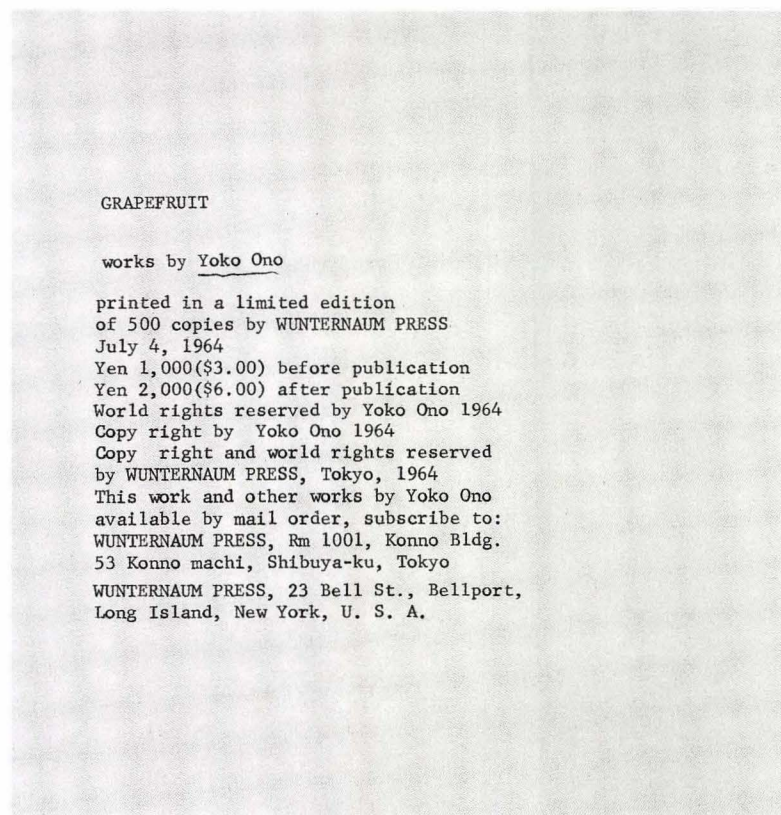 GRAPEFRUIT
works by Yoko Ono
printed in a limited edition
of 500 copies by WUNTERNAUM PRESS
July 4, 1964
Yen 1,000($3.00) before publication
Yen 2,000($6.00) after publication
World rights reserved by Yoko Ono 1964
Copy right by  Yoko Ono 1964
Copy  right and world rights reserved
by WUNTERNAUM PRESS, Tokyo, 1964
This work and other works by Yoko Ono
available by mail order, subscribe to:
WUNTERNAUM PRESS, Rm 1001, Konno Bldg.
53 Konno machi, Shibuya-ku, Tokyo
WUNTERNAUM PRESS, 23 Bell St., Bellport,
Long Island, New York, U. S. A.